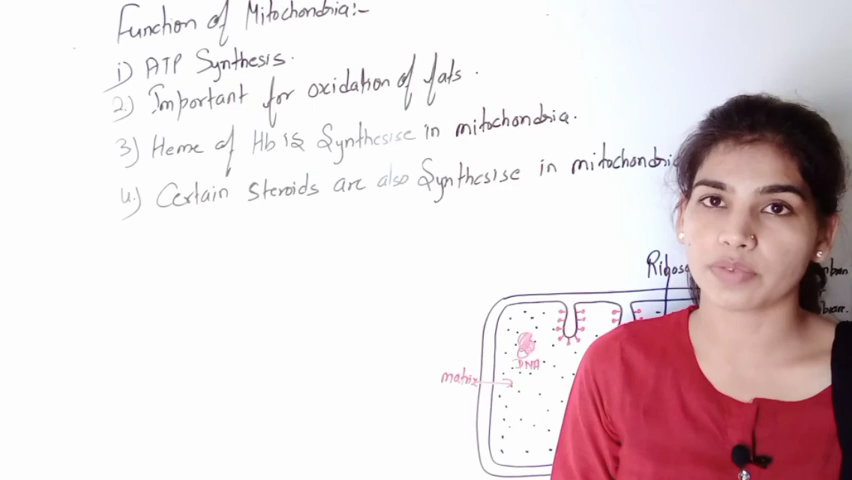 Function of Mitochondria:-
1) ATP Synthesis.
2) Important for oxidation of fats.
3) Heme of Hb is Synthesise in mitochondria.
4) Certain Steroids are also Synthesise in mitochondria
DNA
matrix